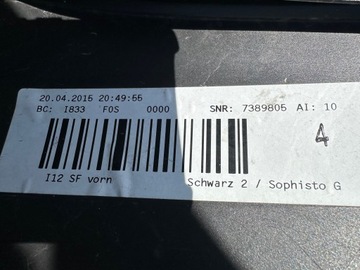 20.04.2015 20:49:55
BC: I833 F0S 0000 SNR: 7389805 AI: 10
4
I12 SF vorn Schwarz 2 / Sophisto G